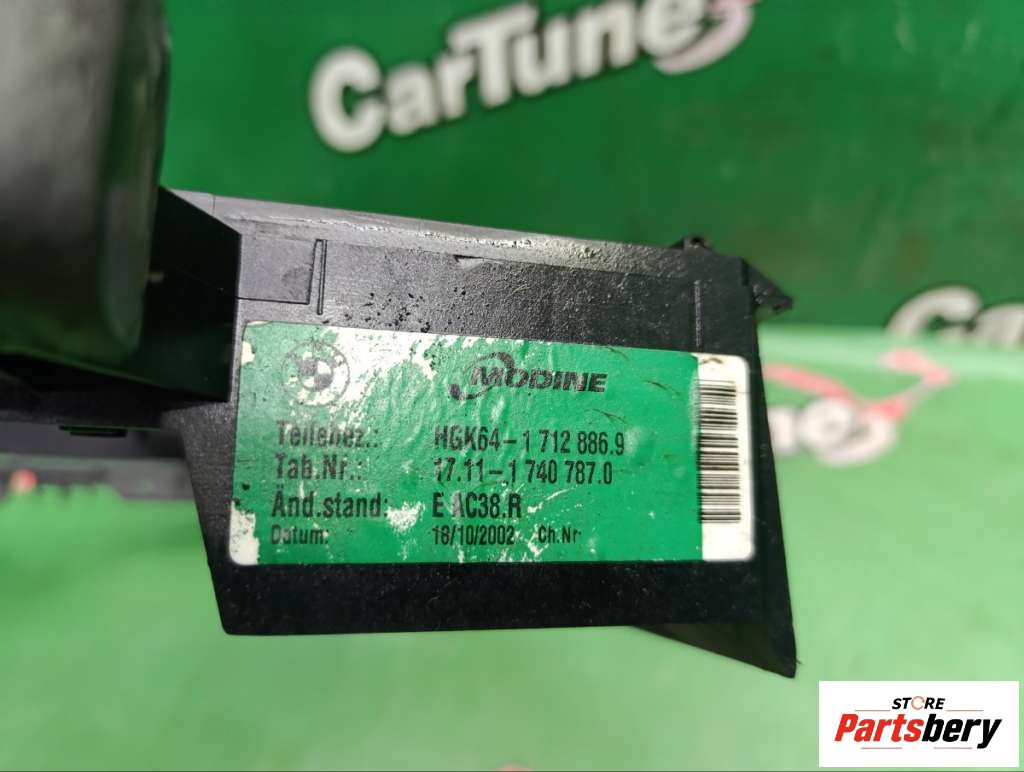 CarTunes
CarTune
MODINE
Teilebez.: HGK64-1 712 886.9
Tab.Nr.: 17.11-1 740 787.0
Änd.stand: E AC38.R
Datum: 18/10/2002 Ch.Nr
STORE
Partsbery